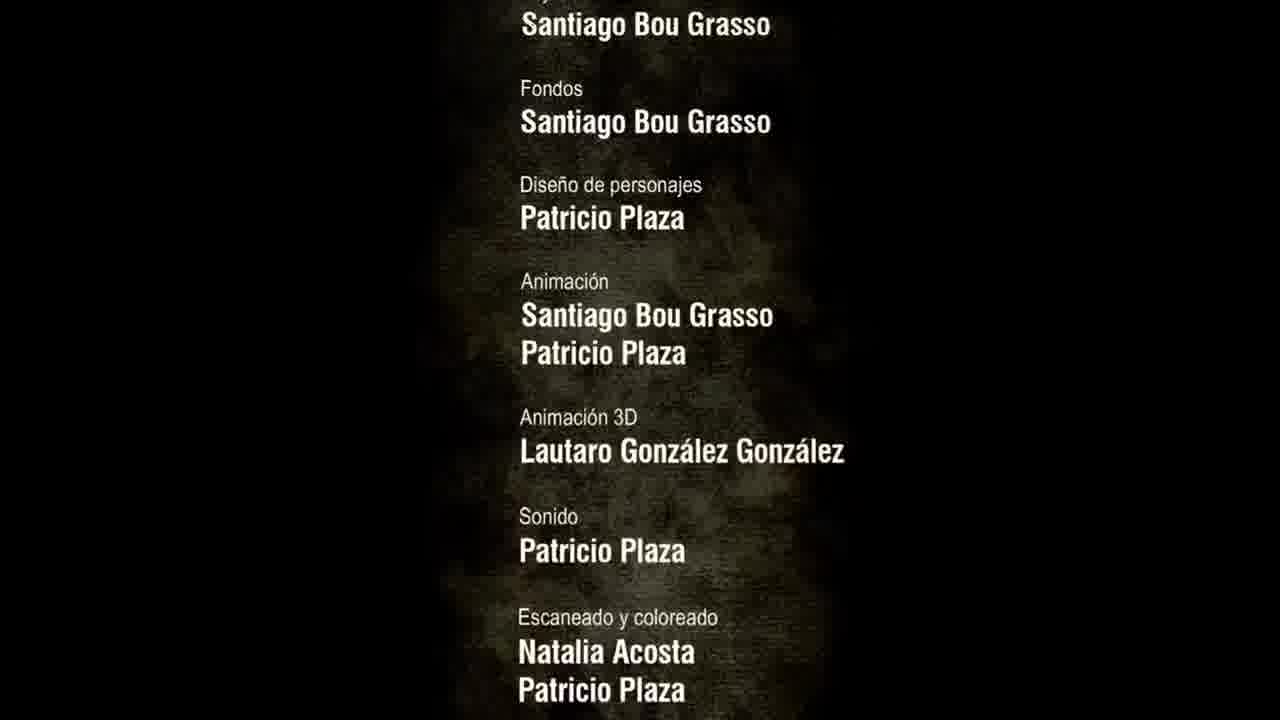 Santiago Bou Grasso
Fondos
Santiago Bou Grasso
Diseño de personajes
Patricio Plaza
Animación
Santiago Bou Grasso
Patricio Plaza
Animación 3D
Lautaro González González
Sonido
Patricio Plaza
Escaneado y coloreado
Natalia Acosta
Patricio Plaza